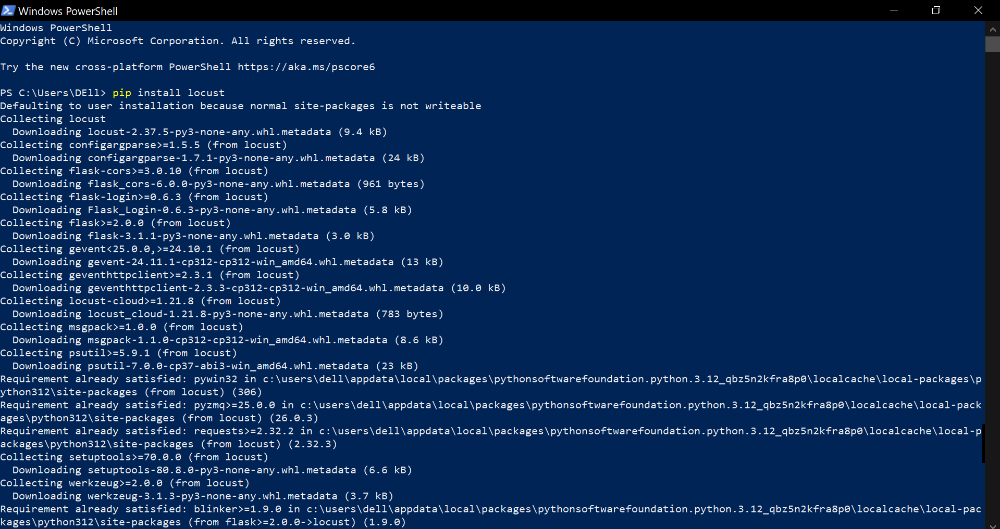 Windows PowerShell
Windows PowerShell
Copyright (C) Microsoft Corporation. All rights reserved.
Try the new cross-platform PowerShell https://aka.ms/pscore6
PS C:\Users\DEll> pip install locust
Defaulting to user installation because normal site-packages is not writeable
Collecting locust
  Downloading locust-2.37.5-py3-none-any.whl.metadata (9.4 kB)
Collecting configargparse>=1.5.5 (from locust)
  Downloading configargparse-1.7.1-py3-none-any.whl.metadata (24 kB)
Collecting flask-cors>=3.0.10 (from locust)
  Downloading flask_cors-6.0.0-py3-none-any.whl.metadata (961 bytes)
Collecting flask-login>=0.6.3 (from locust)
  Downloading Flask_Login-0.6.3-py3-none-any.whl.metadata (5.8 kB)
Collecting flask>=2.0.0 (from locust)
  Downloading flask-3.1.1-py3-none-any.whl.metadata (3.0 kB)
Collecting gevent<25.0.0,>=24.10.1 (from locust)
  Downloading gevent-24.11.1-cp312-cp312-win_amd64.whl.metadata (13 kB)
Collecting geventhttpclient>=2.3.1 (from locust)
  Downloading geventhttpclient-2.3.3-cp312-cp312-win_amd64.whl.metadata (10.0 kB)
Collecting locust-cloud>=1.21.8 (from locust)
  Downloading locust_cloud-1.21.8-py3-none-any.whl.metadata (783 bytes)
Collecting msgpack>=1.0.0 (from locust)
  Downloading msgpack-1.1.0-cp312-cp312-win_amd64.whl.metadata (8.6 kB)
Collecting psutil>=5.9.1 (from locust)
  Downloading psutil-7.0.0-cp37-abi3-win_amd64.whl.metadata (23 kB)
Requirement already satisfied: pywin32 in c:\users\dell\appdata\local\packages\pythonsoftwarefoundation.python.3.12_qbz5n2kfra8p0\localcache\local-packages\p
ython312\site-packages (from locust) (306)
Requirement already satisfied: pyzmq>=25.0.0 in c:\users\dell\appdata\local\packages\pythonsoftwarefoundation.python.3.12_qbz5n2kfra8p0\localcache\local-pack
ages\python312\site-packages (from locust) (26.0.3)
Requirement already satisfied: requests>=2.32.2 in c:\users\dell\appdata\local\packages\pythonsoftwarefoundation.python.3.12_qbz5n2kfra8p0\localcache\local-p
ackages\python312\site-packages (from locust) (2.32.3)
Collecting setuptools>=70.0.0 (from locust)
  Downloading setuptools-80.8.0-py3-none-any.whl.metadata (6.6 kB)
Collecting werkzeug>=2.0.0 (from locust)
  Downloading werkzeug-3.1.3-py3-none-any.whl.metadata (3.7 kB)
Requirement already satisfied: blinker>=1.9.0 in c:\users\dell\appdata\local\packages\pythonsoftwarefoundation.python.3.12_qbz5n2kfra8p0\localcache\local-pac
kages\python312\site-packages (from flask>=2.0.0->locust) (1.9.0)